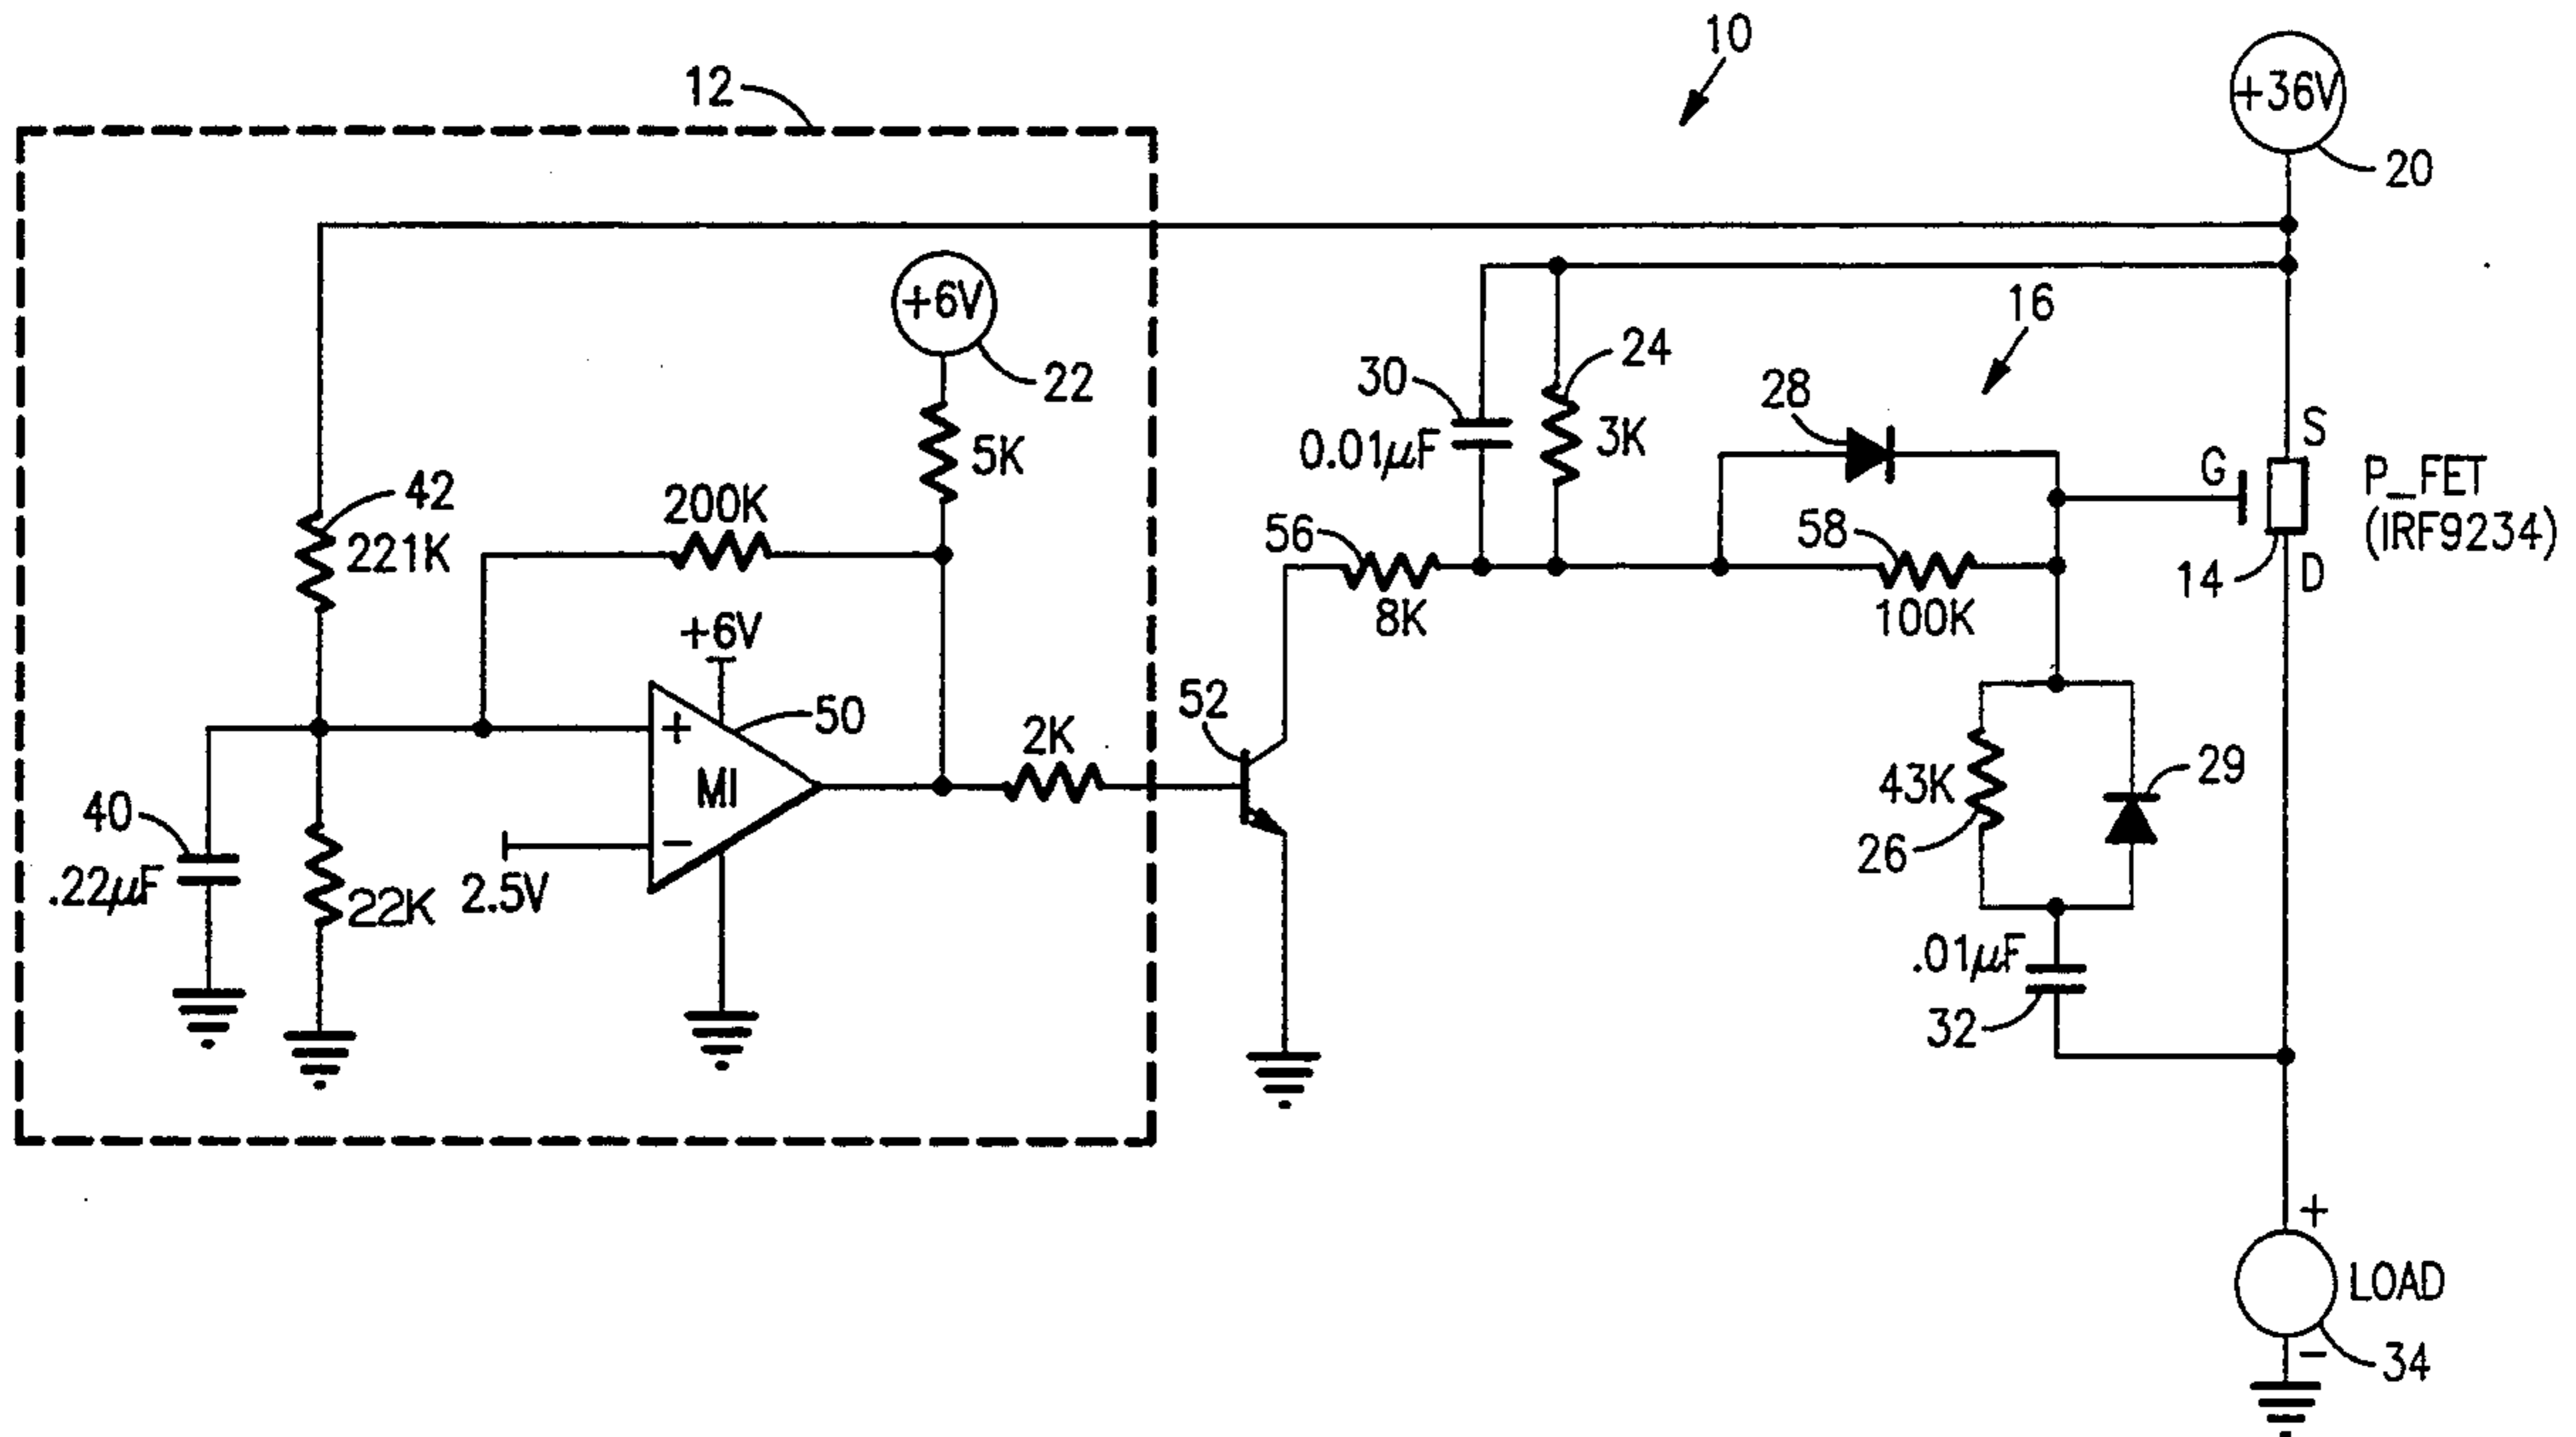 10
+36V
20
12
+6V
22
16
24
30
28
3K
0.01μF
S
G
P_FET
(IRF9234)
5K
42
221K
200K
56
8K
58
100K
14
D
+6V
50
+
MI
−
2.5V
2K
52
40
.22μF
22K
43K
26
29
.01μF
32
+
LOAD
−
34